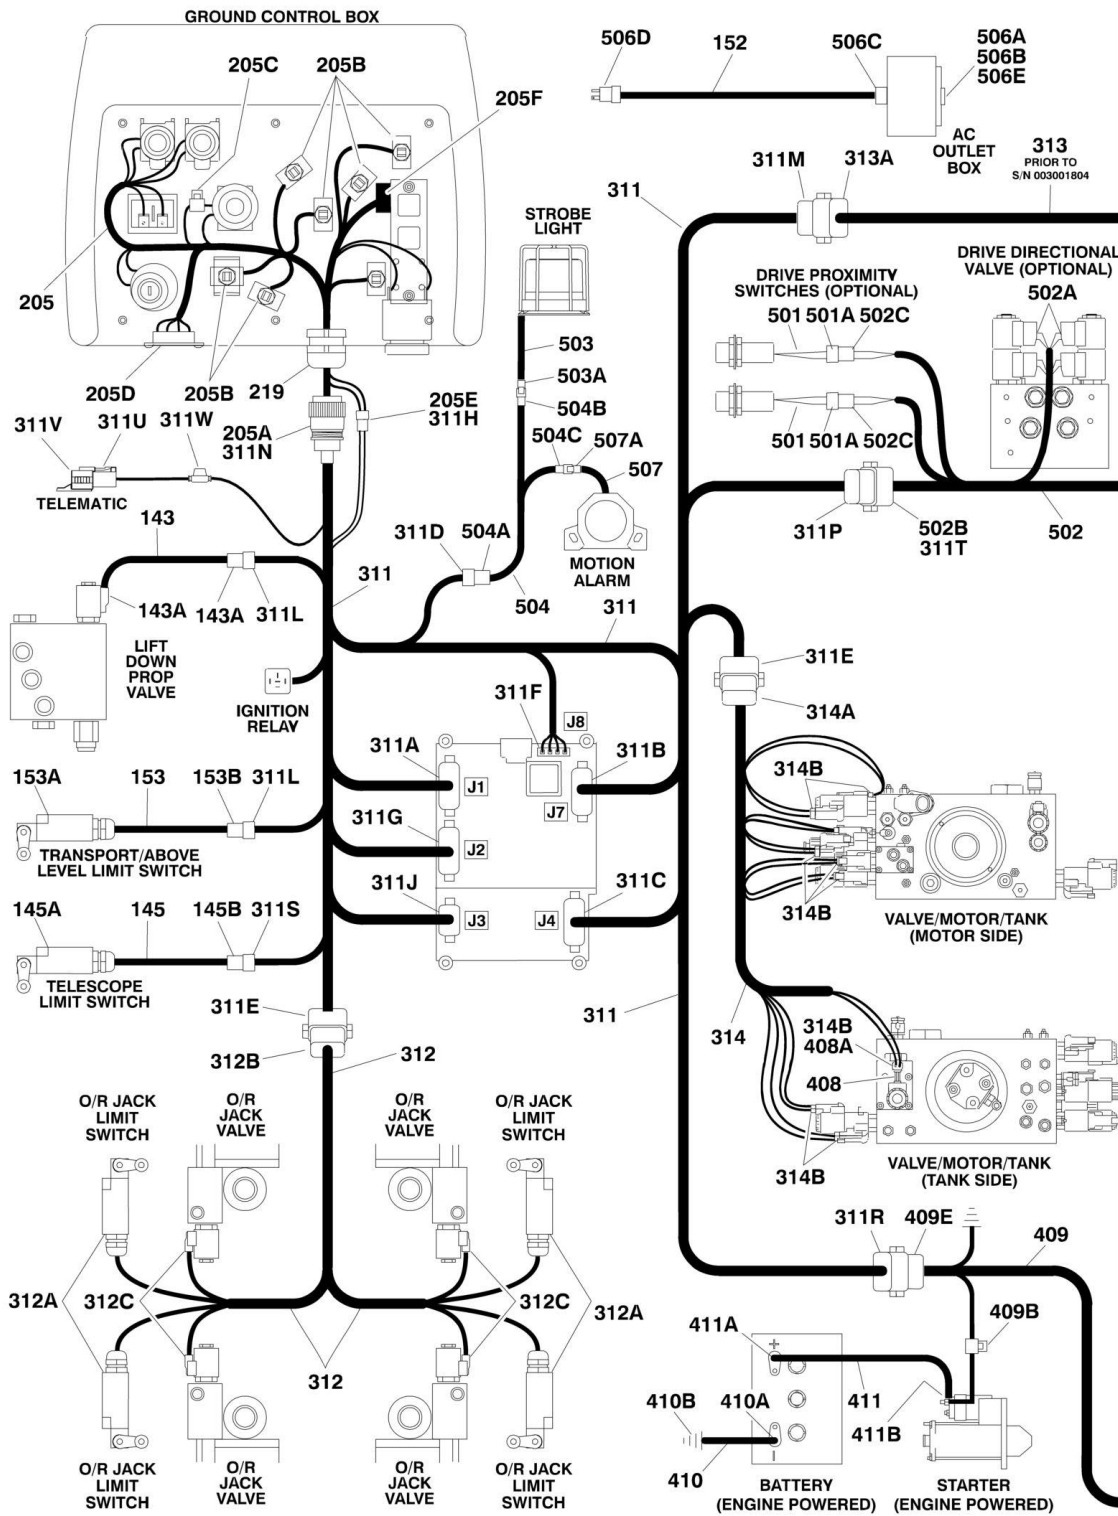 GROUND CONTROL BOX
205C
205B
205F
205
205D
205B
219
205E
311H
205A
311N
311V
311U
311W
TELEMATIC
506D
152
506C
506A
506B
506E
AC
OUTLET
BOX
311M
313A
313
PRIOR TO
S/N 003001804
311
STROBE
LIGHT
503
503A
504B
504C
507A
507
MOTION
ALARM
311D
504A
504
DRIVE PROXIMITY
SWITCHES (OPTIONAL)
501
501A
502C
501
501A
502C
DRIVE DIRECTIONAL
VALVE (OPTIONAL)
502A
311P
502B
311T
502
143
143A
143A
311L
311
311
LIFT
DOWN
PROP
VALVE
IGNITION
RELAY
311E
314A
311F
J8
311A
J1
311B
J7
311G
J2
311J
J3
311C
J4
153A
153
153B
311L
TRANSPORT/ABOVE
LEVEL LIMIT SWITCH
145A
145
145B
311S
TELESCOPE
LIMIT SWITCH
314B
314B
VALVE/MOTOR/TANK
(MOTOR SIDE)
311E
312B
312
311
314
314B
408A
408
314B
VALVE/MOTOR/TANK
(TANK SIDE)
O/R JACK
LIMIT
SWITCH
O/R
JACK
VALVE
O/R
JACK
VALVE
O/R JACK
LIMIT
SWITCH
312A
312C
312C
312A
312
O/R JACK
LIMIT
SWITCH
O/R
JACK
VALVE
O/R
JACK
VALVE
O/R JACK
LIMIT
SWITCH
311R
409E
409
409B
411A
+
411
411B
410B
410A
410
-
BATTERY
(ENGINE POWERED)
STARTER
(ENGINE POWERED)